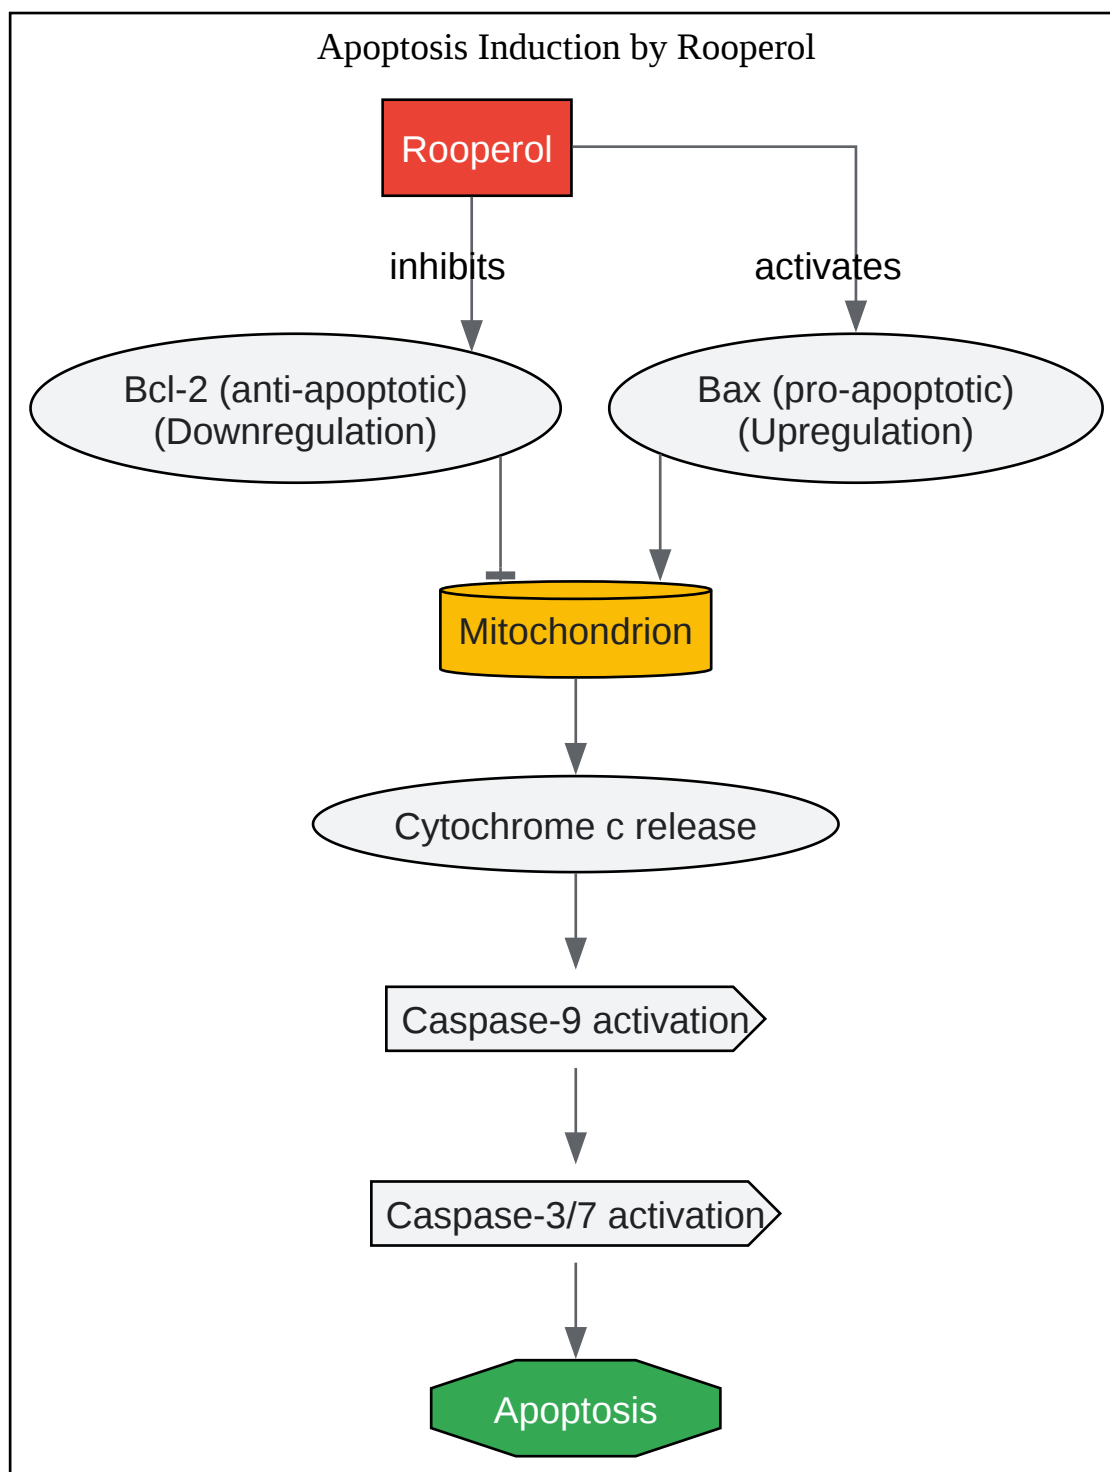 Apoptosis Induction by Rooperol
Rooperol
inhibits
activates
Bcl-2 (anti-apoptotic)
(Downregulation)
Bax (pro-apoptotic)
(Upregulation)
Mitochondrion
Cytochrome c release
Caspase-9 activation
Caspase-3/7 activation
Apoptosis